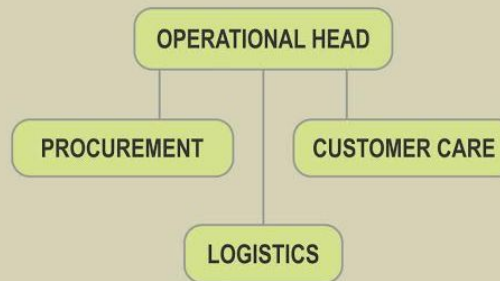 OPERATIONAL HEAD
PROCUREMENT
CUSTOMER CARE
LOGISTICS